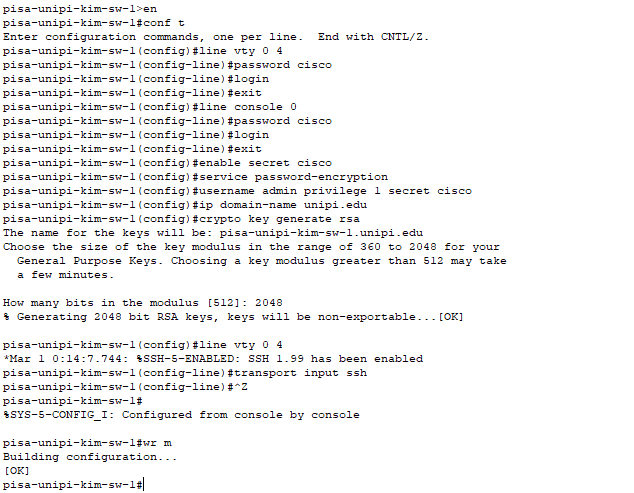 pisa-unipi-kim-sw-1>en
pisa-unipi-kim-sw-1#conf t
Enter configuration commands, one per line.  End with CNTL/Z.
pisa-unipi-kim-sw-1(config)#line vty 0 4
pisa-unipi-kim-sw-1(config-line)#password cisco
pisa-unipi-kim-sw-1(config-line)#login
pisa-unipi-kim-sw-1(config-line)#exit
pisa-unipi-kim-sw-1(config)#line console 0
pisa-unipi-kim-sw-1(config-line)#password cisco
pisa-unipi-kim-sw-1(config-line)#login
pisa-unipi-kim-sw-1(config-line)#exit
pisa-unipi-kim-sw-1(config)#enable secret cisco
pisa-unipi-kim-sw-1(config)#service password-encryption
pisa-unipi-kim-sw-1(config)#username admin privilege 1 secret cisco
pisa-unipi-kim-sw-1(config)#ip domain-name unipi.edu
pisa-unipi-kim-sw-1(config)#crypto key generate rsa
The name for the keys will be: pisa-unipi-kim-sw-1.unipi.edu
Choose the size of the key modulus in the range of 360 to 2048 for your
  General Purpose Keys. Choosing a key modulus greater than 512 may take
  a few minutes.

How many bits in the modulus [512]: 2048
% Generating 2048 bit RSA keys, keys will be non-exportable...[OK]

pisa-unipi-kim-sw-1(config)#line vty 0 4
*Mar 1 0:14:7.744: %SSH-5-ENABLED: SSH 1.99 has been enabled
pisa-unipi-kim-sw-1(config-line)#transport input ssh
pisa-unipi-kim-sw-1(config-line)#^Z
pisa-unipi-kim-sw-1#
%SYS-5-CONFIG_I: Configured from console by console

pisa-unipi-kim-sw-1#wr m
Building configuration...
[OK]
pisa-unipi-kim-sw-1#